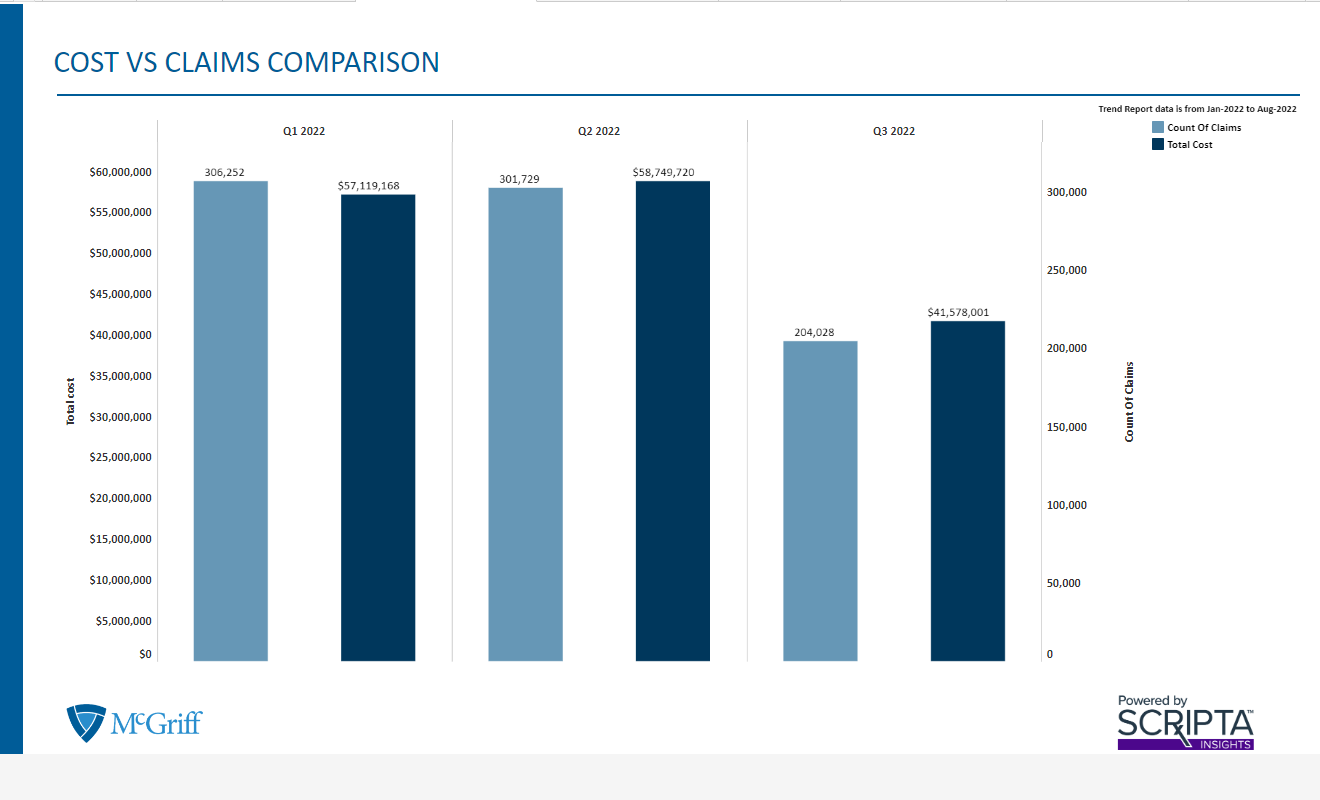 COST VS CLAIMS COMPARISON
Trend Report data is from Jan-2022 to Aug-2022
Count Of Claims
Total Cost
Q1 2022
Q2 2022
Q3 2022
$60,000,000
$55,000,000
$50,000,000
$45,000,000
$40,000,000
$35,000,000
$30,000,000
$25,000,000
$20,000,000
$15,000,000
$10,000,000
$5,000,000
$0
Total cost
306,252
$57,119,168
301,729
$58,749,720
204,028
$41,578,001
300,000
250,000
200,000
150,000
100,000
50,000
0
Count Of Claims
McGriff
Powered by
SCRIPTA™
INSIGHTS